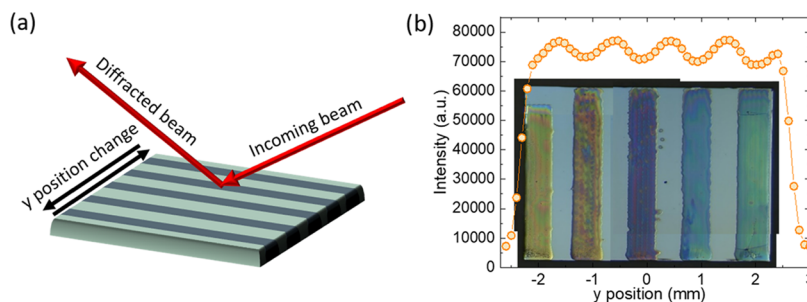 (a)
Diffracted beam
Incoming beam
y position change
(b)
80000
70000
60000
50000
40000
30000
20000
10000
0
Intensity (a.u.)
-2 -1 0 1 2 3
y position (mm)